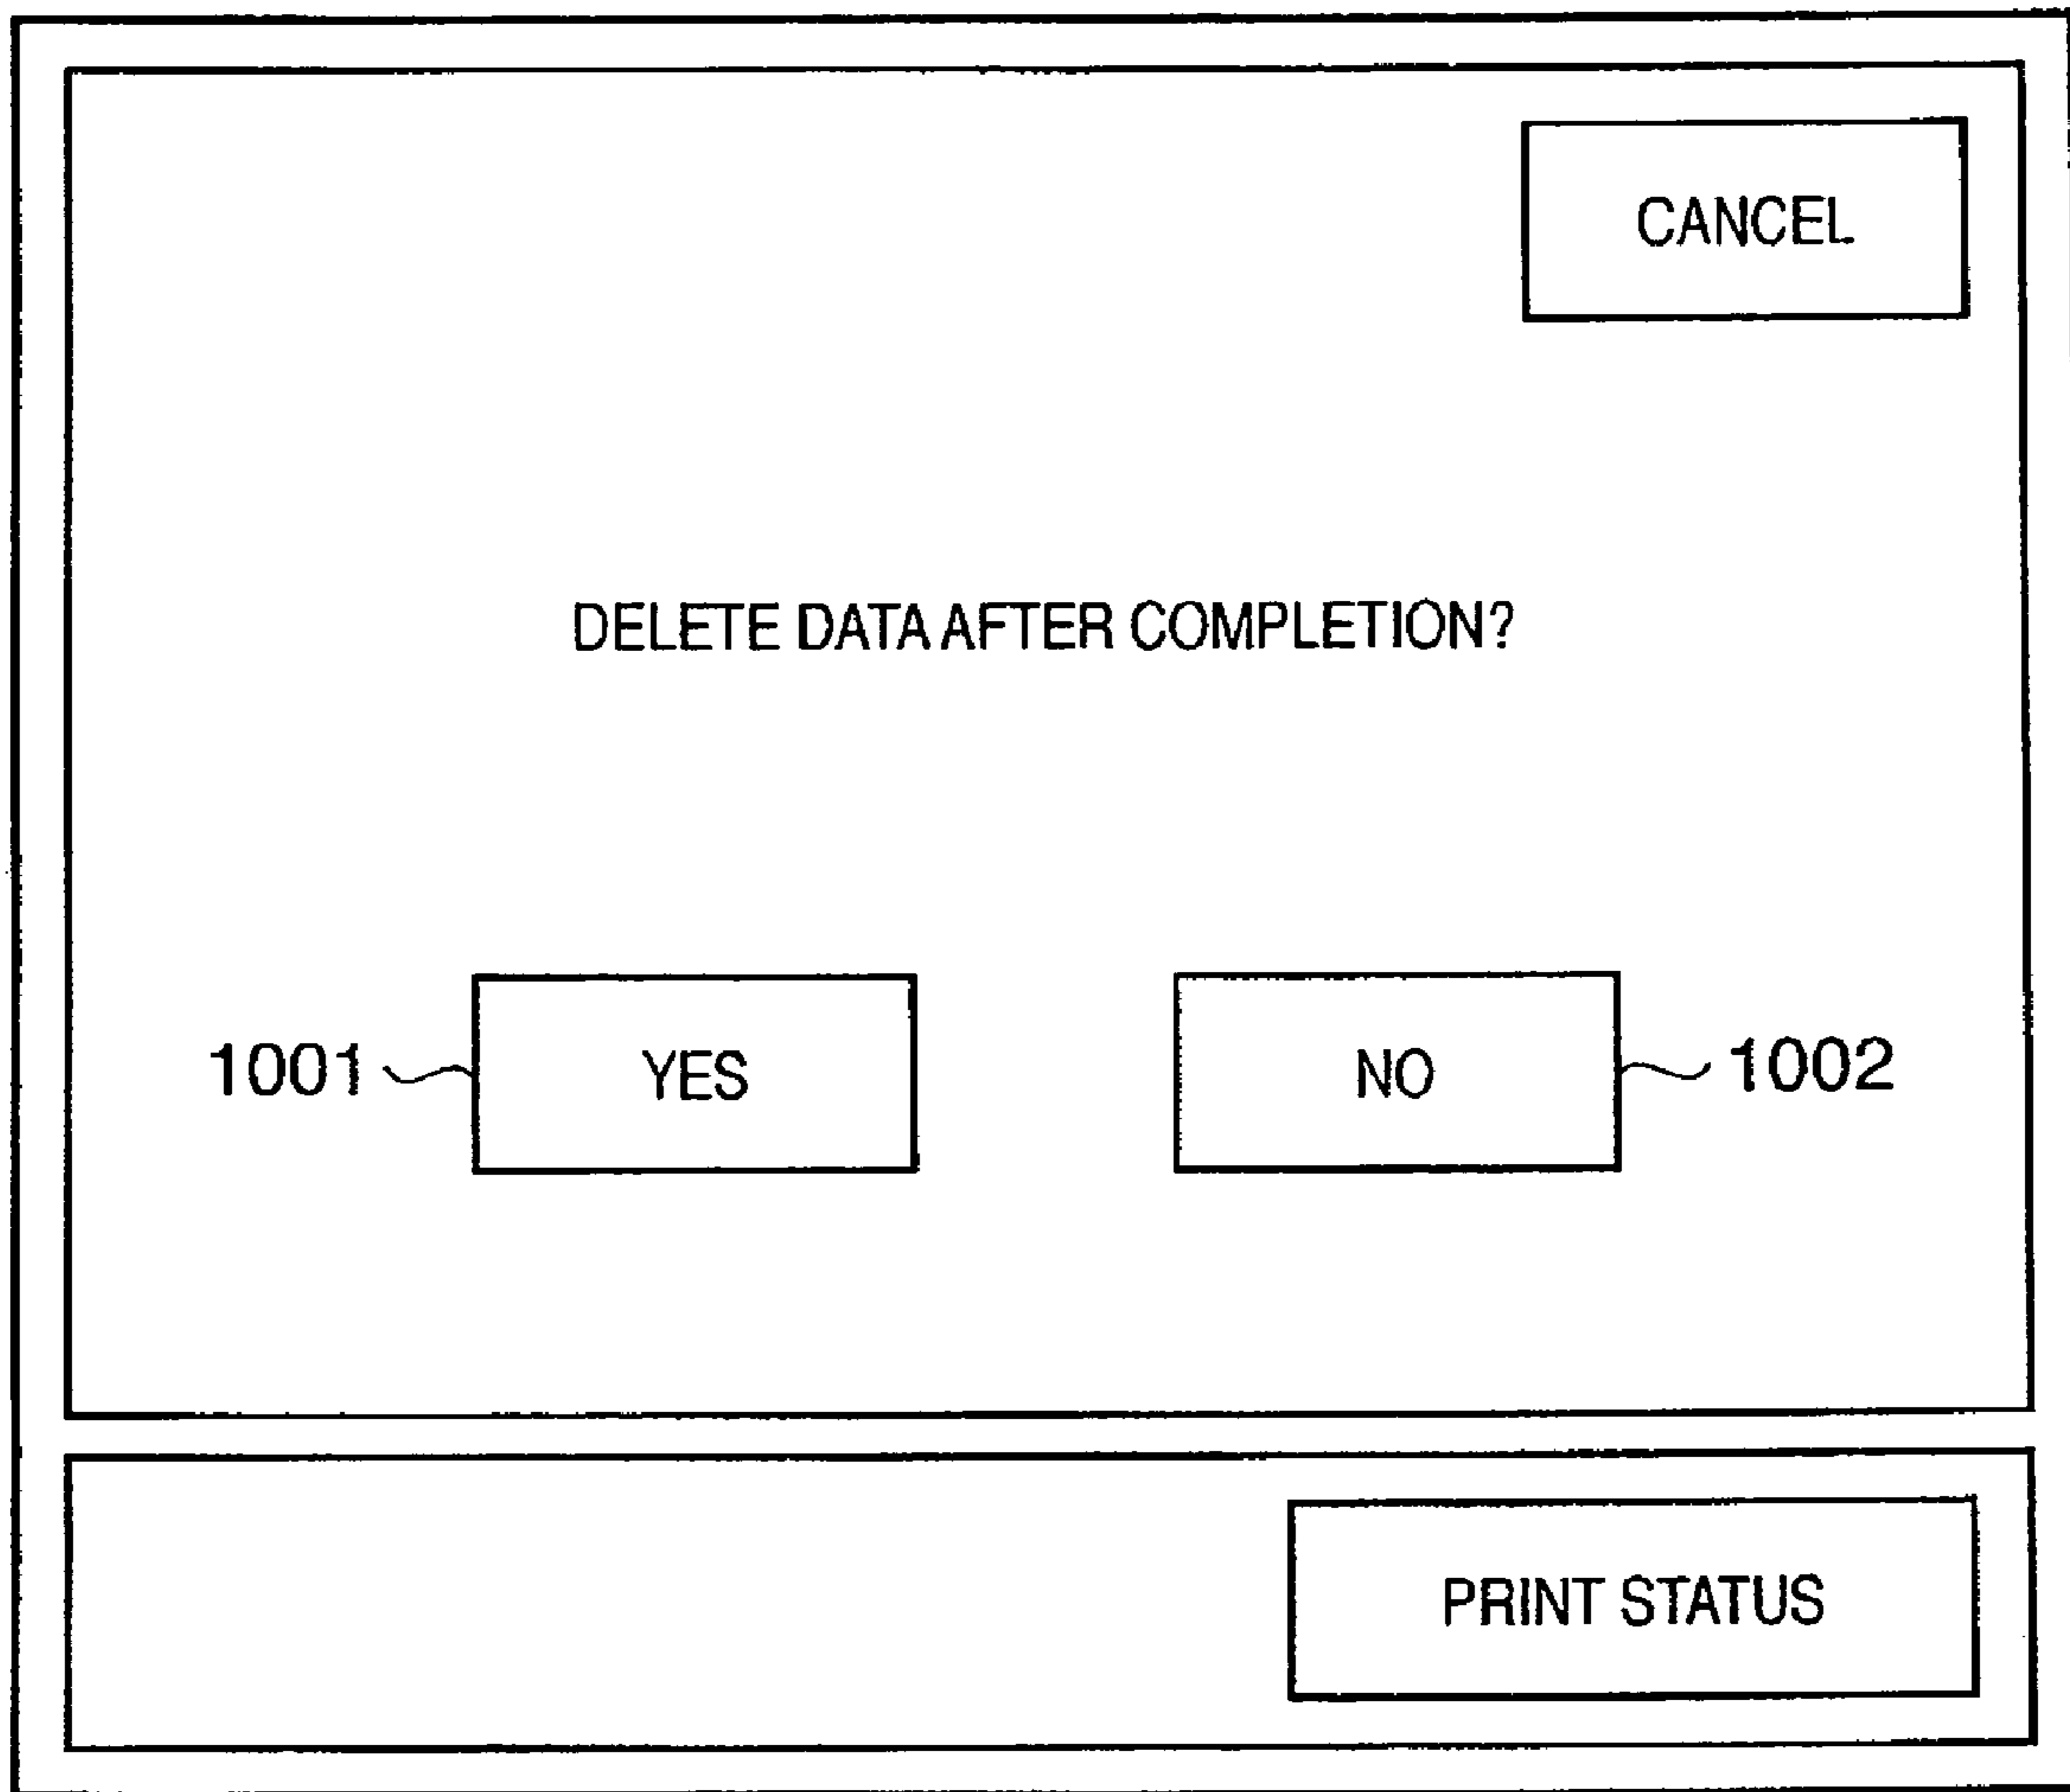 CANCEL
DELETE DATA AFTER COMPLETION?
1001 YES NO 1002
PRINT STATUS